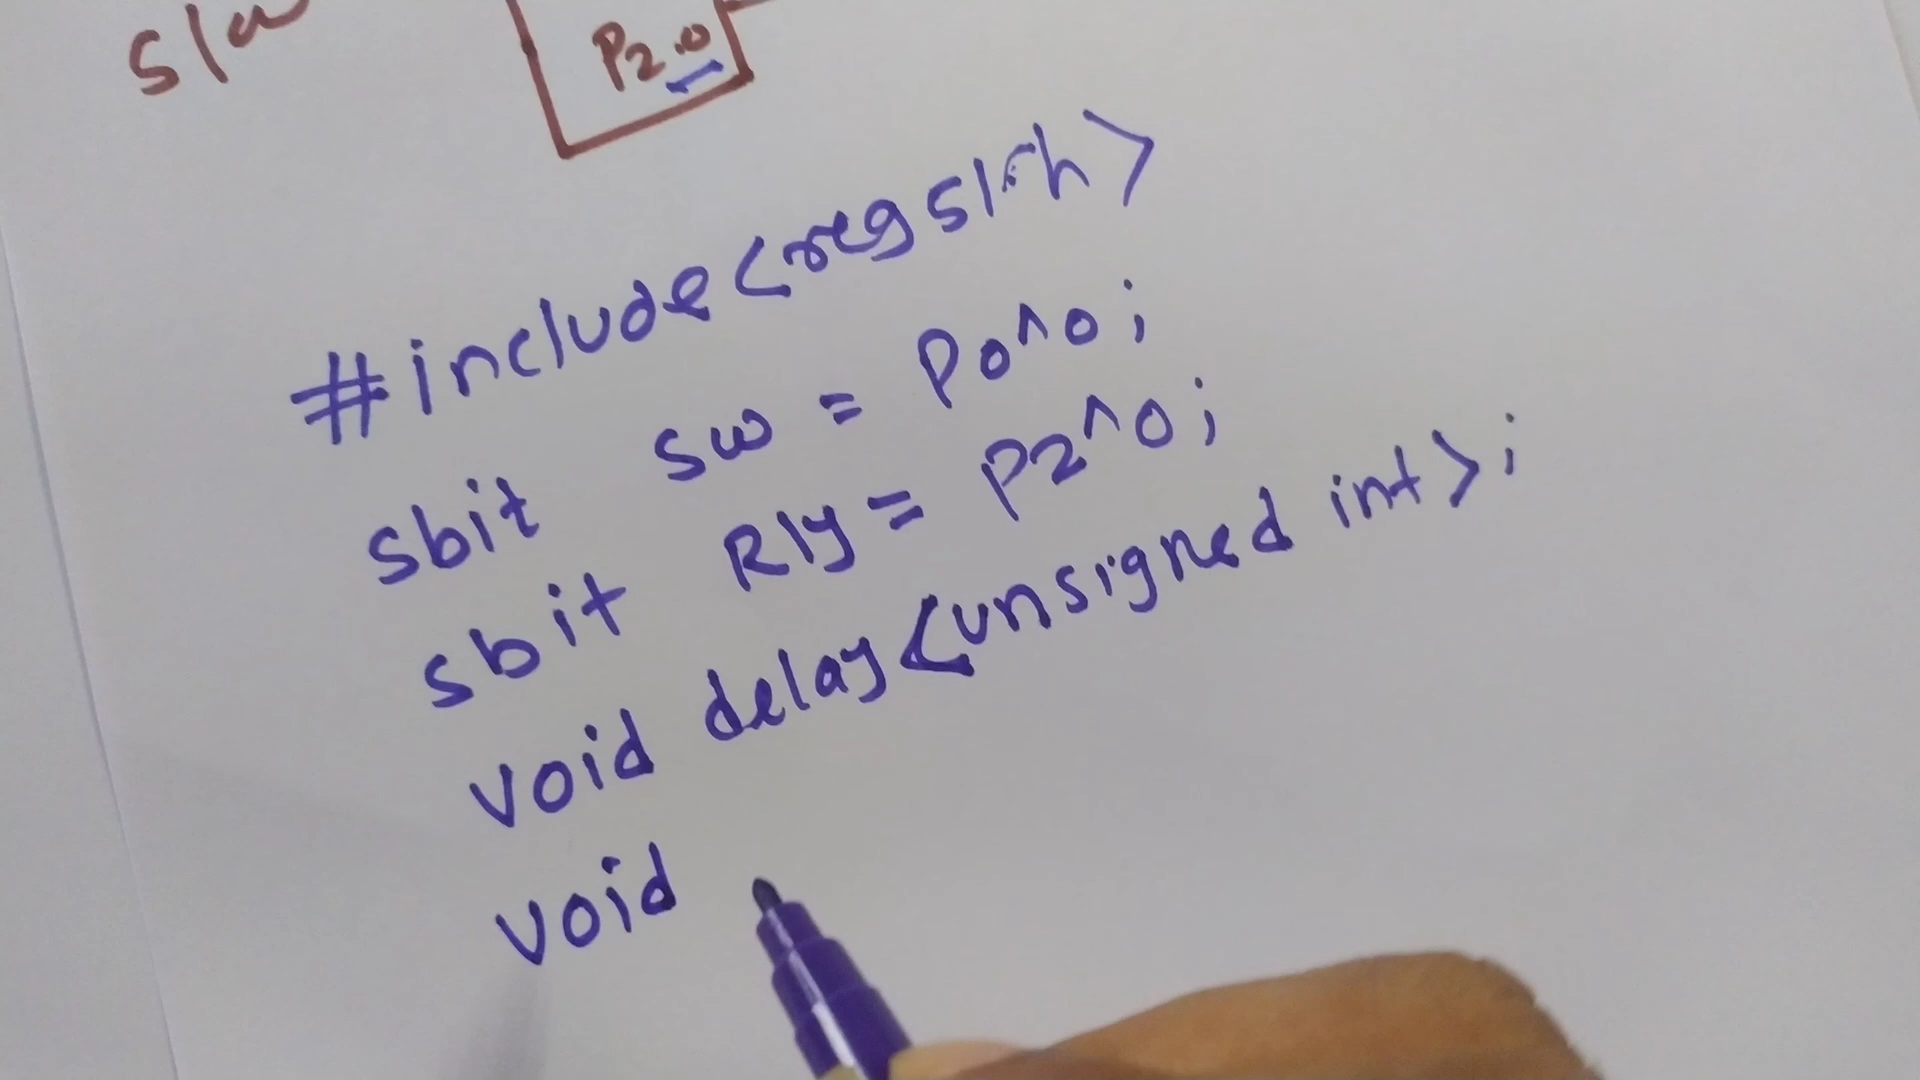 P2.0
#include<reg51.h>
sbit sw = P0^0;
sbit Rly = P2^0;
void delay<unsigned int>;
void